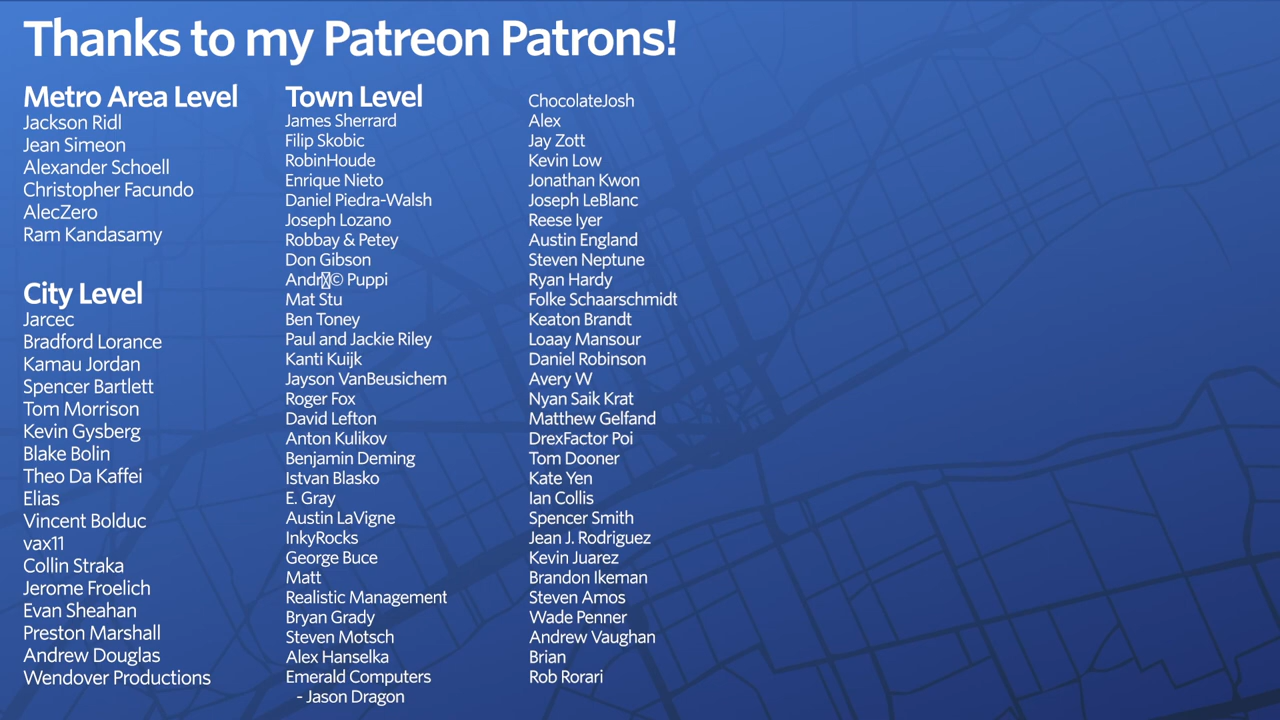 Thanks to my Patreon Patrons!
Metro Area Level
Jackson Ridl
Jean Simeon
Alexander Schoell
Christopher Facundo
AlecZero
Ram Kandasamy
City Level
Jarcec
Bradford Lorance
Kamau Jordan
Spencer Bartlett
Tom Morrison
Kevin Gysberg
Blake Bolin
Theo Da Kaffei
Elias
Vincent Bolduc
vax11
Collin Straka
Jerome Froelich
Evan Sheahan
Preston Marshall
Andrew Douglas
Wendover Productions
Town Level
James Sherrard
Filip Skobic
RobinHoude
Enrique Nieto
Daniel Piedra-Walsh
Joseph Lozano
Robbay & Petey
Don Gibson
Andr© Puppi
Mat Stu
Ben Toney
Paul and Jackie Riley
Kanti Kuijk
Jayson VanBeusichem
Roger Fox
David Lefton
Anton Kulikov
Benjamin Deming
Istvan Blasko
E. Gray
Austin LaVigne
InkyRocks
George Buce
Matt
Realistic Management
Bryan Grady
Steven Motsch
Alex Hanselka
Emerald Computers
- Jason Dragon
ChocolateJosh
Alex
Jay Zott
Kevin Low
Jonathan Kwon
Joseph LeBlanc
Reese Iyer
Austin England
Steven Neptune
Ryan Hardy
Folke Schaarschmidt
Keaton Brandt
Loaay Mansour
Daniel Robinson
Avery W
Nyan Saik Krat
Matthew Gelfand
DrexFactor Poi
Tom Dooner
Kate Yen
Ian Collis
Spencer Smith
Jean J. Rodriguez
Kevin Juarez
Brandon Ikeman
Steven Amos
Wade Penner
Andrew Vaughan
Brian
Rob Rorari